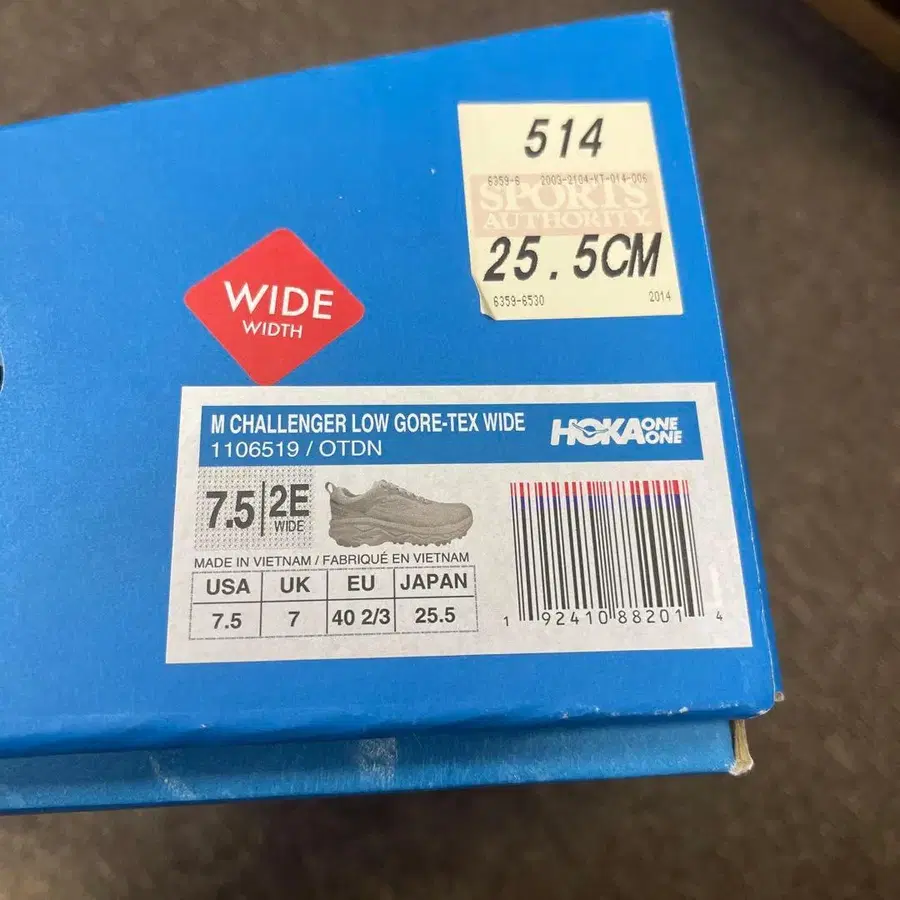 514
6359-6 2003-2104-KT-014-006
SPORTS
AUTHORITY.
25.5CM
6359-6530 2014
WIDE
WIDTH
M CHALLENGER LOW GORE-TEX WIDE
1106519 / OTDN
HOKA ONE ONE
7.5 2E
WIDE
MADE IN VIETNAM / FABRIQUÉ EN VIETNAM
USA UK EU JAPAN
7.5 7 40 2/3 25.5
1 92410 88201 4